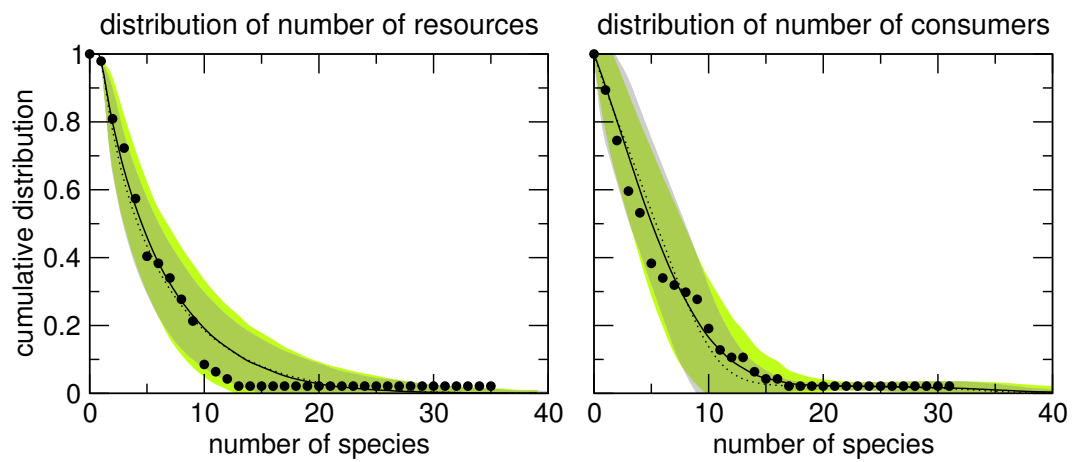 distribution of number of resources
distribution of number of consumers
cumulative distribution
1
0.8
0.6
0.4
0.2
0
0 10 20 30 40
0 10 20 30 40
number of species
number of species